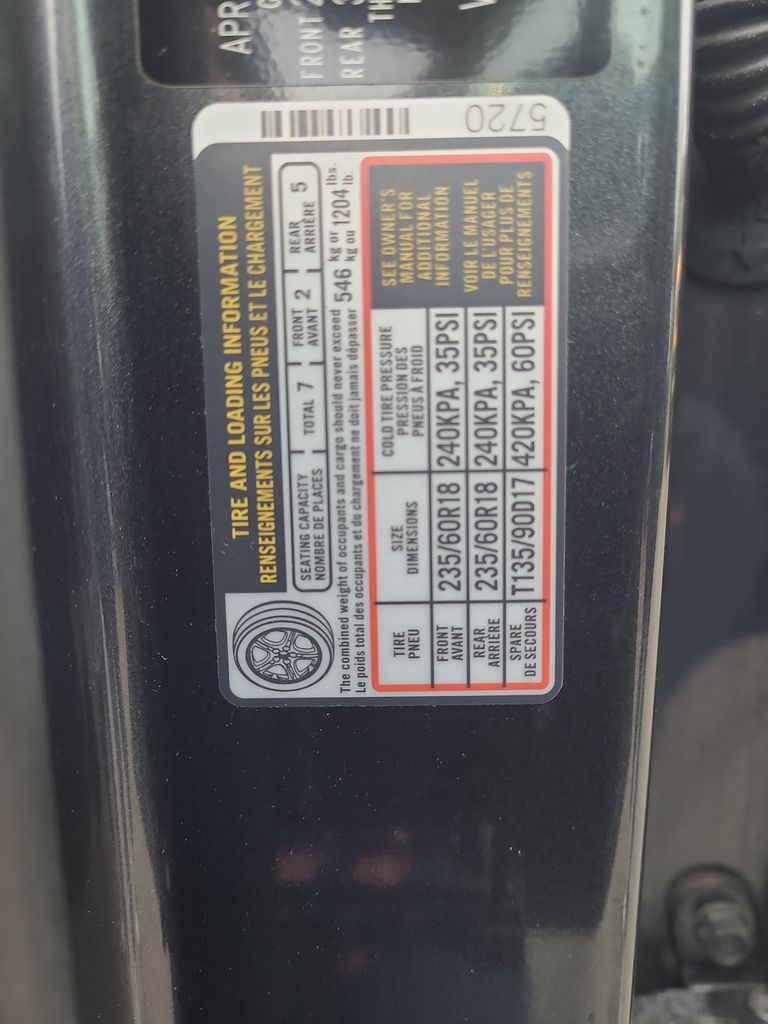 APR
FRONT 2
REAR
TH
5720
TIRE AND LOADING INFORMATION
RENSEIGNEMENTS SUR LES PNEUS ET LE CHARGEMENT
SEATING CAPACITY
NOMBRE DE PLACES
TOTAL 7
FRONT
AVANT 2
REAR
ARRIÈRE 5
The combined weight of occupants and cargo should never exceed 546 kg or 1204 lbs.
Le poids total des occupants et du chargement ne doit jamais dépasser kg ou lb.
TIRE
PNEU
SIZE
DIMENSIONS
COLD TIRE PRESSURE
PRESSION DES
PNEUS À FROID
SEE OWNER'S
MANUAL FOR
ADDITIONAL
INFORMATION
VOIR LE MANUEL
DE L'USAGER
POUR PLUS DE
RENSEIGNEMENTS
FRONT
AVANT
235/60R18
240KPA, 35PSI
REAR
ARRIÈRE
235/60R18
240KPA, 35PSI
SPARE
DE SECOURS
T135/90D17
420KPA, 60PSI